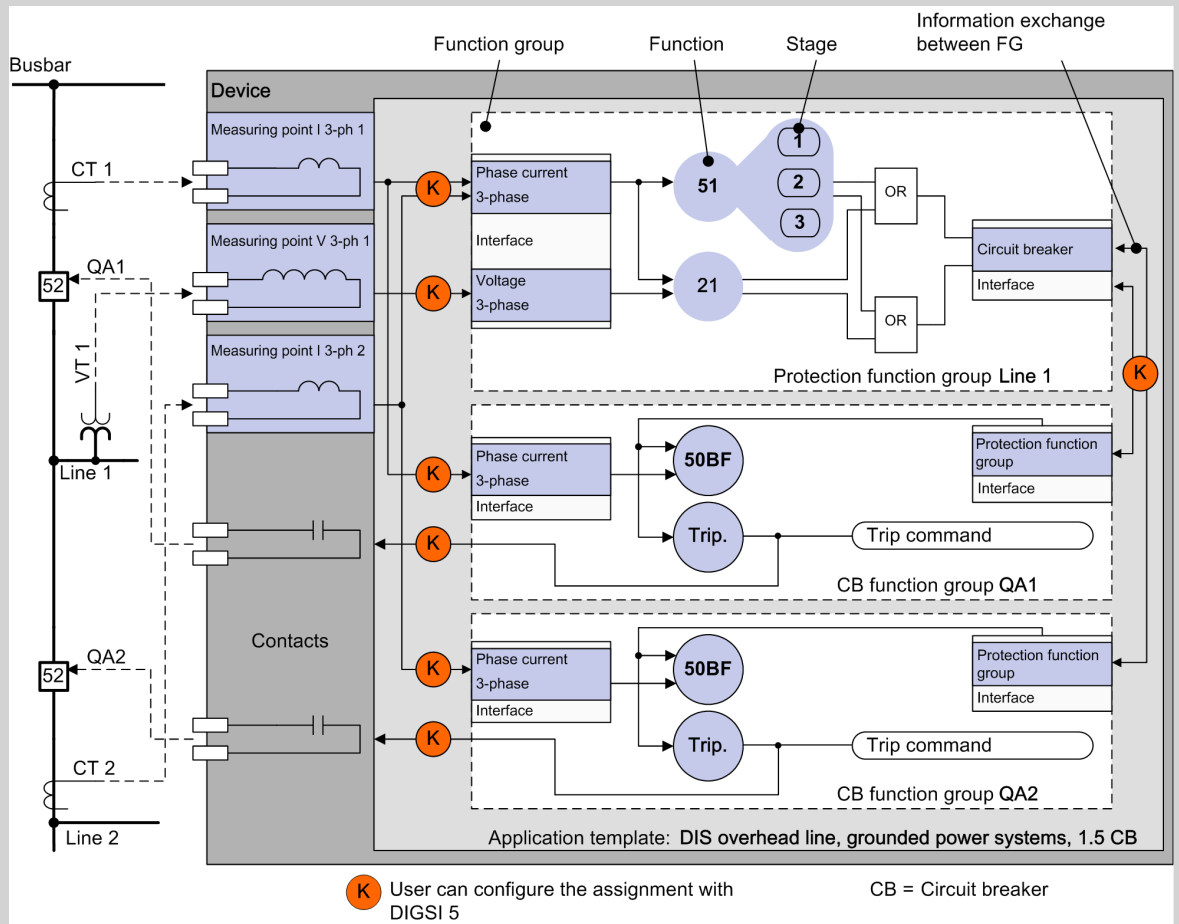 Function group
Function
Stage
Information exchange
between FG
Busbar
Device
Measuring point I 3-ph 1
CT 1
K
Phase current
3-phase
Interface
Voltage
3-phase
51
1
2
3
OR
Circuit breaker
Interface
QA1
52
Measuring point V 3-ph 1
K
21
OR
VT 1
Measuring point I 3-ph 2
Protection function group Line 1
K
Line 1
K
Phase current
3-phase
Interface
50BF
Protection function
group
Interface
K
Trip.
Trip command
CB function group QA1
Contacts
QA2
52
K
Phase current
3-phase
Interface
50BF
Protection function
group
Interface
K
Trip.
Trip command
CB function group QA2
CT 2
Line 2
Application template: DIS overhead line, grounded power systems, 1.5 CB
K
User can configure the assignment with
DIGSI 5
CB = Circuit breaker